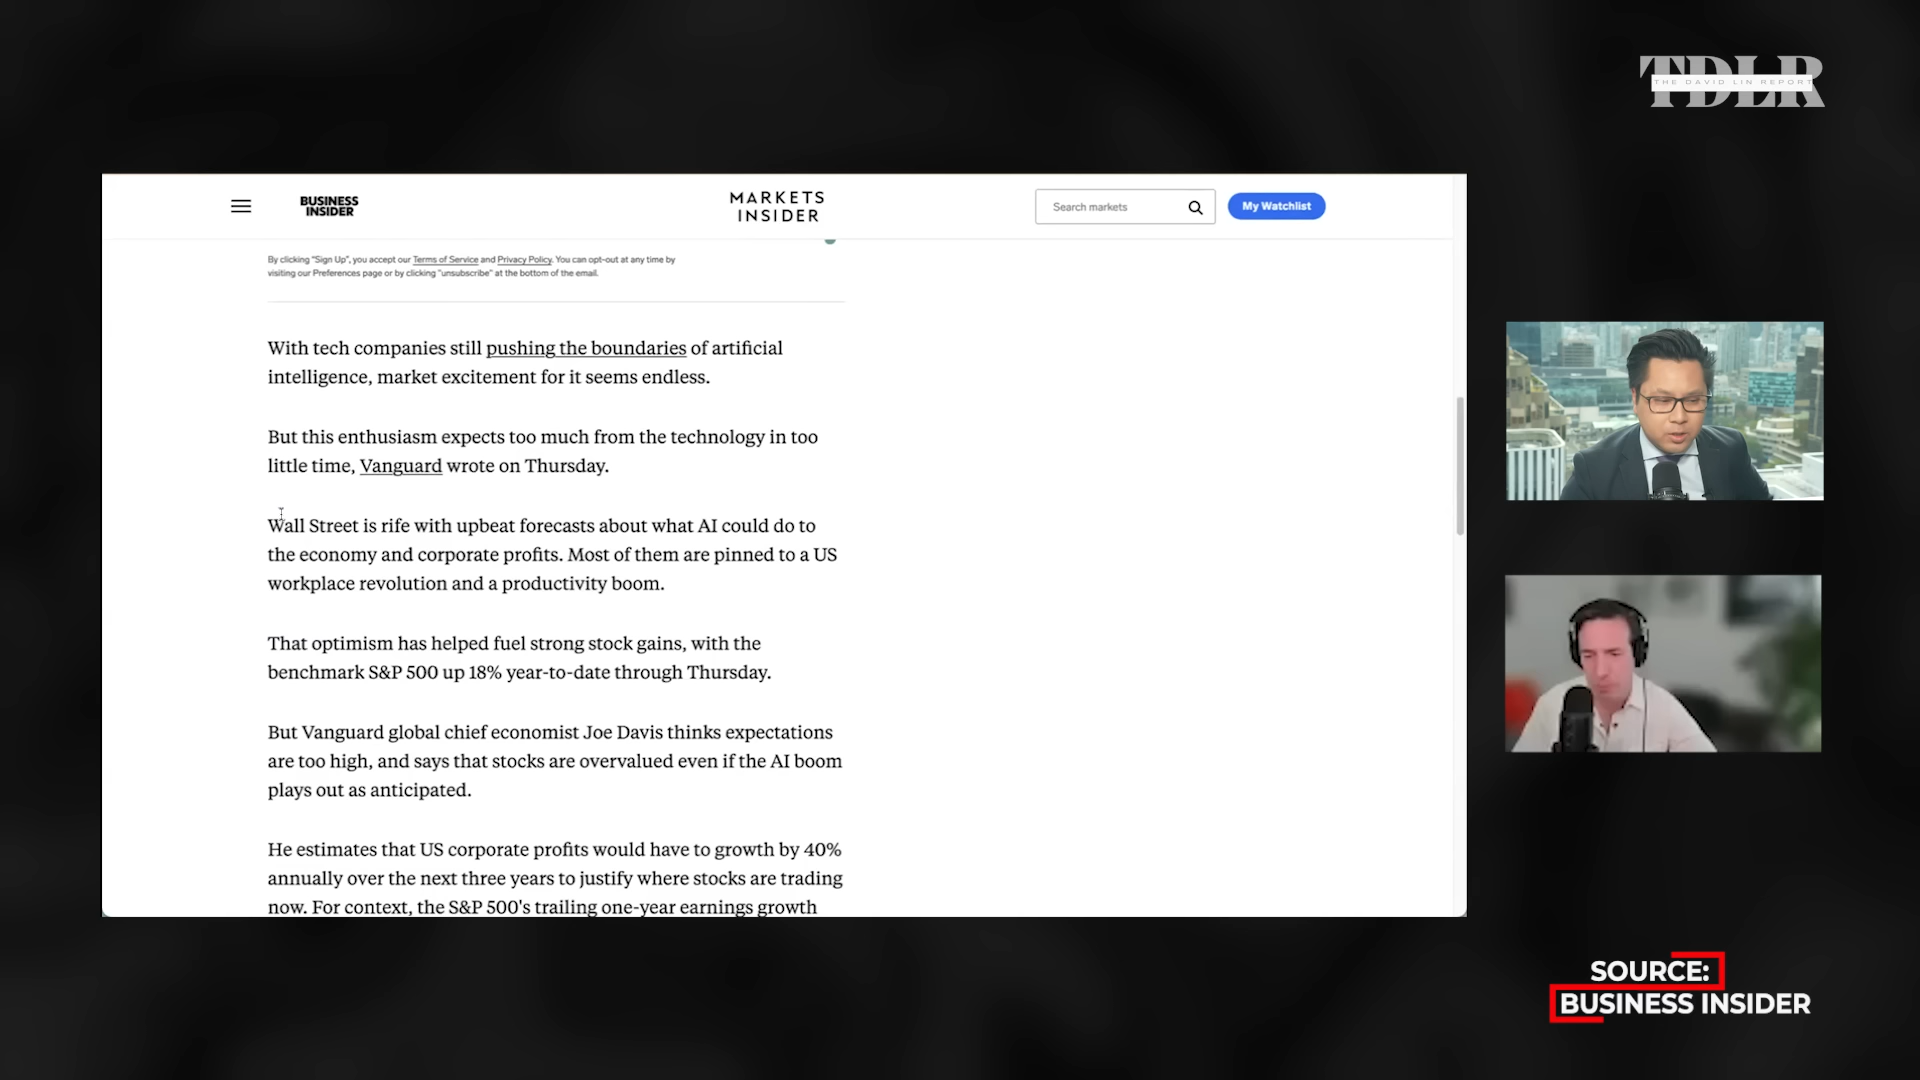 TDLR
THE DAVID LIN REPORT
BUSINESS
INSIDER
MARKETS
INSIDER
Search markets
My Watchlist
By clicking "Sign Up", you accept our Terms of Service and Privacy Policy. You can opt-out at any time by
visiting our Preferences page or by clicking "unsubscribe" at the bottom of the email.
With tech companies still pushing the boundaries of artificial
intelligence, market excitement for it seems endless.
But this enthusiasm expects too much from the technology in too
little time, Vanguard wrote on Thursday.
Wall Street is rife with upbeat forecasts about what AI could do to
the economy and corporate profits. Most of them are pinned to a US
workplace revolution and a productivity boom.
That optimism has helped fuel strong stock gains, with the
benchmark S&P 500 up 18% year-to-date through Thursday.
But Vanguard global chief economist Joe Davis thinks expectations
are too high, and says that stocks are overvalued even if the AI boom
plays out as anticipated.
He estimates that US corporate profits would have to growth by 40%
annually over the next three years to justify where stocks are trading
now. For context, the S&P 500's trailing one-year earnings growth
SOURCE:
BUSINESS INSIDER